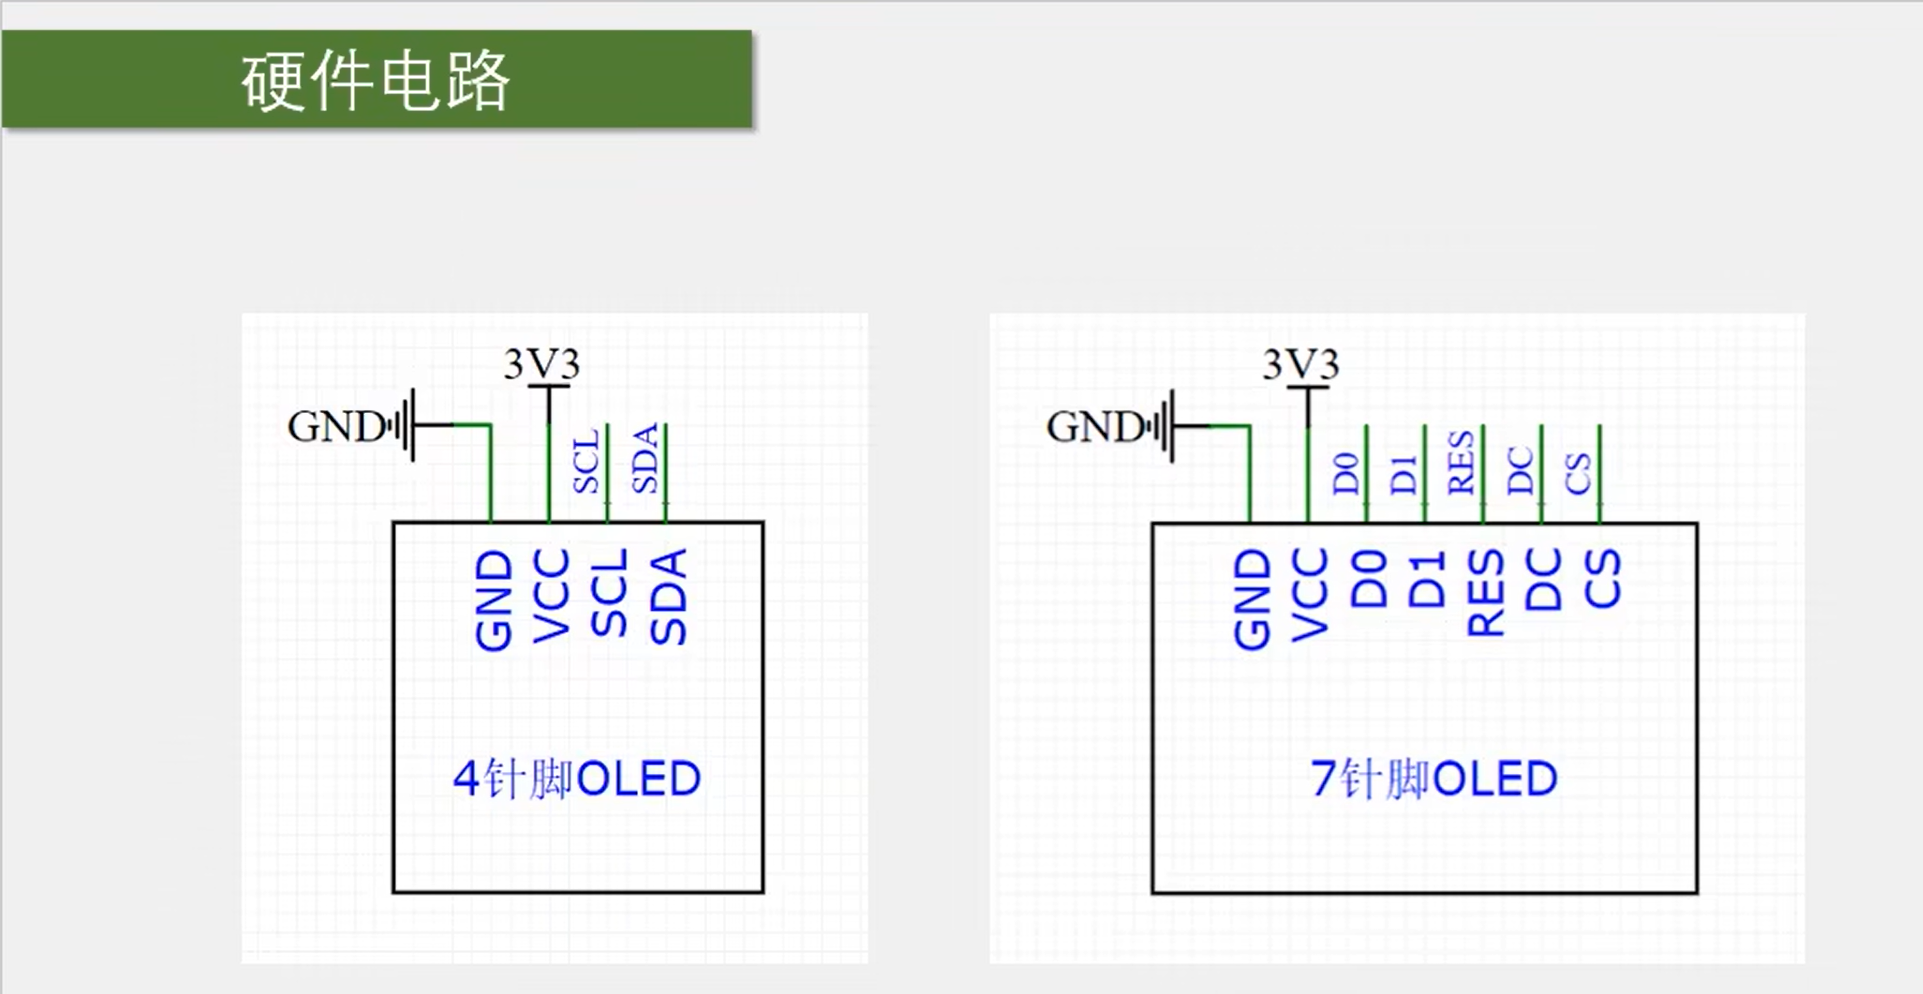 硬件电路
3V3
GND
SCL
SDA
GND
VCC
SCL
SDA
4针脚OLED
3V3
GND
D0
D1
RES
DC
CS
GND
VCC
D0
D1
RES
DC
CS
7针脚OLED